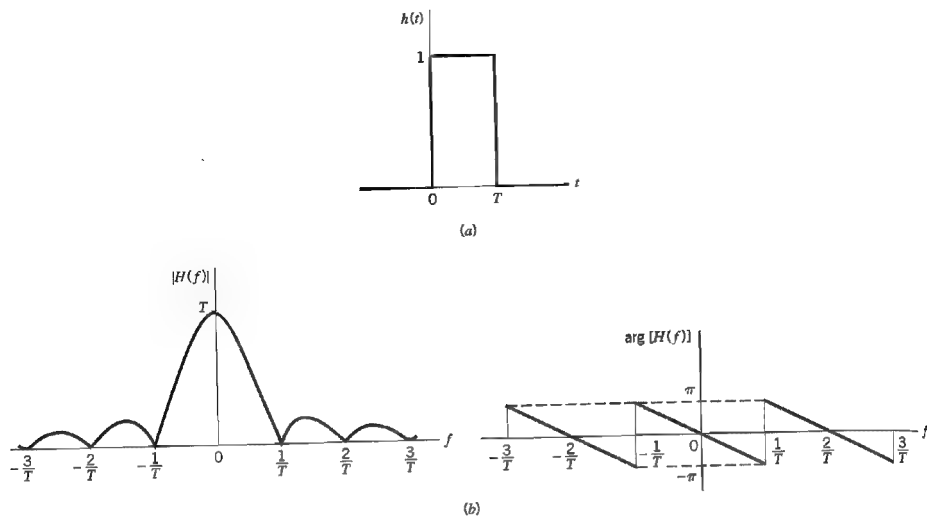 h(t)
1
0
T
t
(a)
|H(f)|
T
-3/T
-2/T
-1/T
0
1/T
2/T
3/T
f
arg [H(f)]
π
-3/T
-2/T
-1/T
0
1/T
2/T
3/T
f
-π
(b)